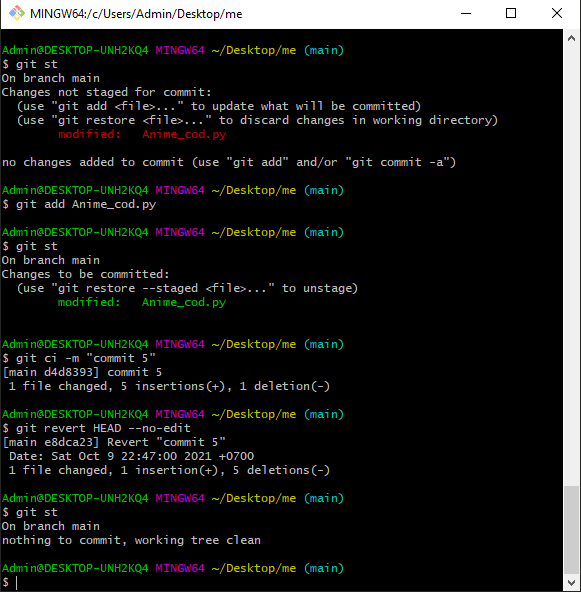 MINGW64:/c/Users/Admin/Desktop/me
Admin@DESKTOP-UNH2KQ4 MINGW64 ~/Desktop/me (main)
$ git st
On branch main
Changes not staged for commit:
  (use "git add <file>..." to update what will be committed)
  (use "git restore <file>..." to discard changes in working directory)
        modified:   Anime_cod.py
no changes added to commit (use "git add" and/or "git commit -a")
Admin@DESKTOP-UNH2KQ4 MINGW64 ~/Desktop/me (main)
$ git add Anime_cod.py
Admin@DESKTOP-UNH2KQ4 MINGW64 ~/Desktop/me (main)
$ git st
On branch main
Changes to be committed:
  (use "git restore --staged <file>..." to unstage)
        modified:   Anime_cod.py
Admin@DESKTOP-UNH2KQ4 MINGW64 ~/Desktop/me (main)
$ git ci -m "commit 5"
[main d4d8393] commit 5
 1 file changed, 5 insertions(+), 1 deletion(-)
Admin@DESKTOP-UNH2KQ4 MINGW64 ~/Desktop/me (main)
$ git revert HEAD --no-edit
[main e8dca23] Revert "commit 5"
 Date: Sat Oct 9 22:47:00 2021 +0700
 1 file changed, 1 insertion(+), 5 deletions(-)
Admin@DESKTOP-UNH2KQ4 MINGW64 ~/Desktop/me (main)
$ git st
On branch main
nothing to commit, working tree clean
Admin@DESKTOP-UNH2KQ4 MINGW64 ~/Desktop/me (main)
$